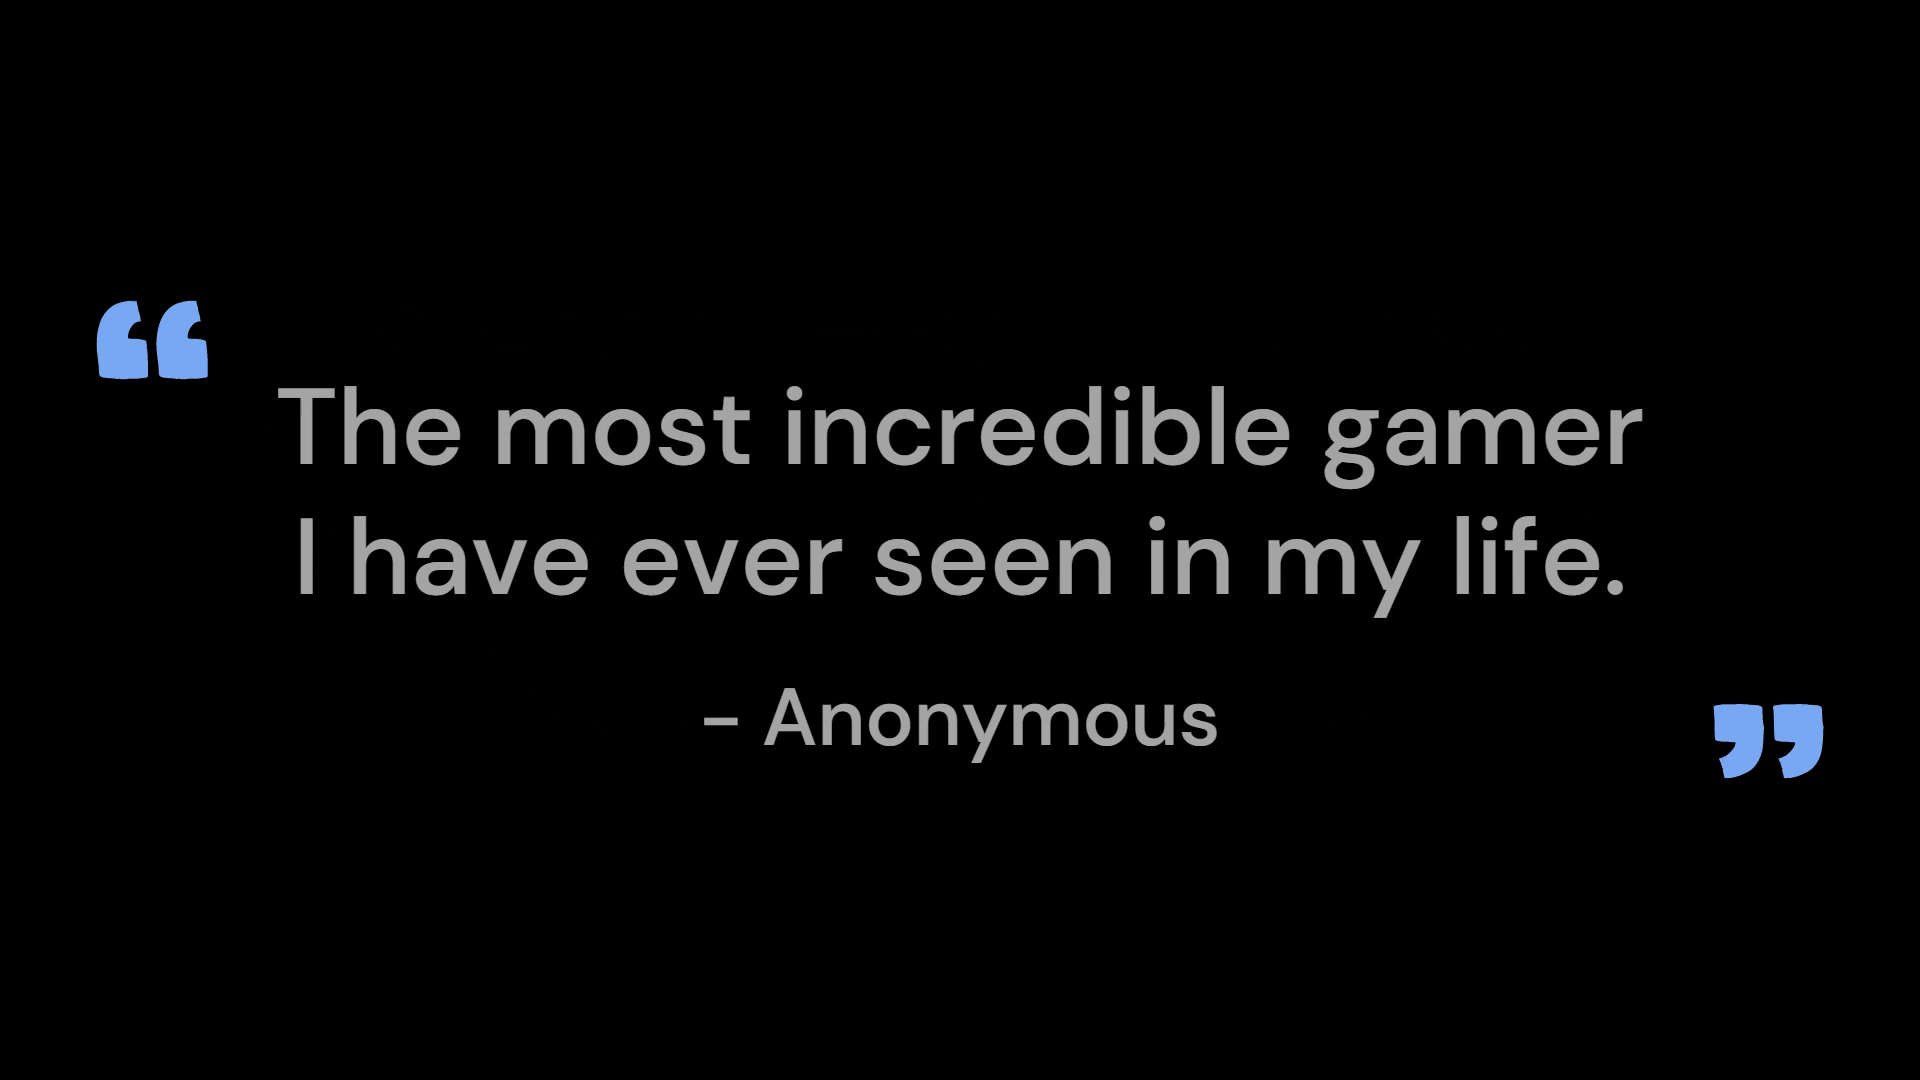 “
The most incredible gamer
I have ever seen in my life.
- Anonymous
”